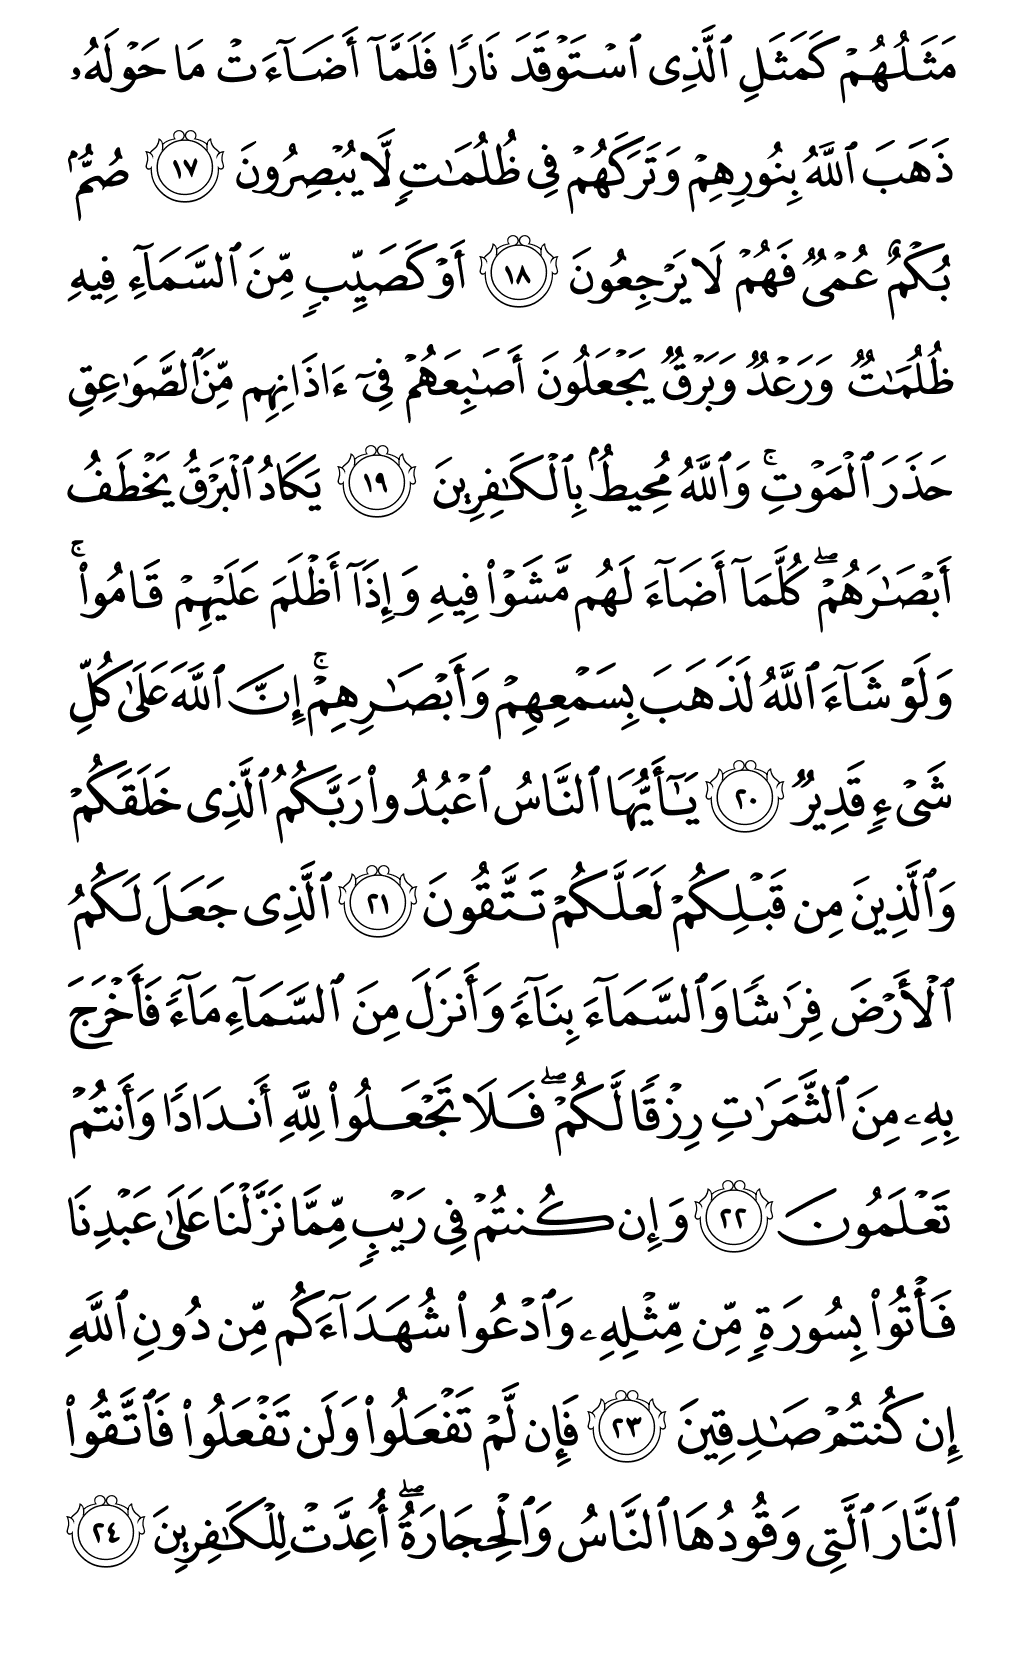 مَثَلُهُمْ كَمَثَلِ ٱلَّذِى ٱسْتَوْقَدَ نَارًا فَلَمَّآ أَضَآءَتْ مَا حَوْلَهُۥ
ذَهَبَ ٱللَّهُ بِنُورِهِمْ وَتَرَكَهُمْ فِى ظُلُمَـٰتٍ لَّا يُبْصِرُونَ ١٧ صُمٌّۢ
بُكْمٌ عُمْىٌ فَهُمْ لَا يَرْجِعُونَ ١٨ أَوْ كَصَيِّبٍ مِّنَ ٱلسَّمَآءِ فِيهِ
ظُلُمَـٰتٌ وَرَعْدٌ وَبَرْقٌ يَجْعَلُونَ أَصَـٰبِعَهُمْ فِىٓ ءَاذَانِهِم مِّنَ ٱلصَّوَٰعِقِ
حَذَرَ ٱلْمَوْتِ ۚ وَٱللَّهُ مُحِيطٌۢ بِٱلْكَـٰفِرِينَ ١٩ يَكَادُ ٱلْبَرْقُ يَخْطَفُ
أَبْصَـٰرَهُمْ ۖ كُلَّمَآ أَضَآءَ لَهُم مَّشَوْا۟ فِيهِ وَإِذَآ أَظْلَمَ عَلَيْهِمْ قَامُوا۟ ۚ
وَلَوْ شَآءَ ٱللَّهُ لَذَهَبَ بِسَمْعِهِمْ وَأَبْصَـٰرِهِمْ ۚ إِنَّ ٱللَّهَ عَلَىٰ كُلِّ
شَىْءٍ قَدِيرٌ ٢٠ يَـٰٓأَيُّهَا ٱلنَّاسُ ٱعْبُدُوا۟ رَبَّكُمُ ٱلَّذِى خَلَقَكُمْ
وَٱلَّذِينَ مِن قَبْلِكُمْ لَعَلَّكُمْ تَتَّقُونَ ٢١ ٱلَّذِى جَعَلَ لَكُمُ
ٱلْأَرْضَ فِرَٰشًا وَٱلسَّمَآءَ بِنَآءً وَأَنزَلَ مِنَ ٱلسَّمَآءِ مَآءً فَأَخْرَجَ
بِهِۦ مِنَ ٱلثَّمَرَٰتِ رِزْقًا لَّكُمْ ۖ فَلَا تَجْعَلُوا۟ لِلَّهِ أَندَادًا وَأَنتُمْ
تَعْلَمُونَ ٢٢ وَإِن كُنتُمْ فِى رَيْبٍ مِّمَّا نَزَّلْنَا عَلَىٰ عَبْدِنَا
فَأْتُوا۟ بِسُورَةٍ مِّن مِّثْلِهِۦ وَٱدْعُوا۟ شُهَدَآءَكُم مِّن دُونِ ٱللَّهِ
إِن كُنتُمْ صَـٰدِقِينَ ٢٣ فَإِن لَّمْ تَفْعَلُوا۟ وَلَن تَفْعَلُوا۟ فَٱتَّقُوا۟
ٱلنَّارَ ٱلَّتِى وَقُودُهَا ٱلنَّاسُ وَٱلْحِجَارَةُ ۖ أُعِدَّتْ لِلْكَـٰفِرِينَ ٢٤